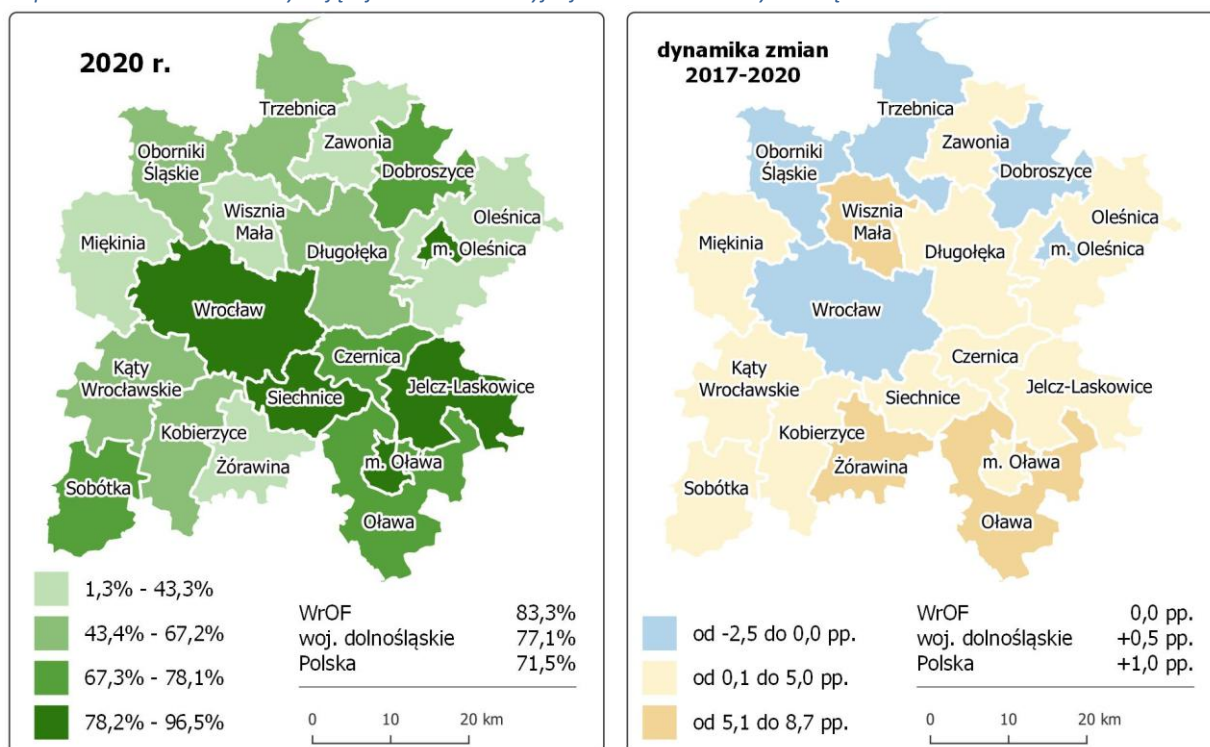 2020 r.
Trzebnica
Zawonia
Oborniki
Śląskie
Dobroszyce
Wisznia
Mała
Oleśnica
Miękinia
Długołęka
m. Oleśnica
Wrocław
Czernica
Kąty
Wrocławskie
Jelcz-Laskowice
Siechnice
Kobierzyce
Żórawina
m. Oława
Sobótka
Oława
1,3% - 43,3%
43,4% - 67,2%
67,3% - 78,1%
78,2% - 96,5%
WrOF 83,3%
woj. dolnośląskie 77,1%
Polska 71,5%
0 10 20 km
dynamika zmian
2017-2020
Trzebnica
Zawonia
Oborniki
Śląskie
Dobroszyce
Wisznia
Mała
Oleśnica
Miękinia
Długołęka
m. Oleśnica
Wrocław
Czernica
Kąty
Wrocławskie
Jelcz-Laskowice
Siechnice
Kobierzyce
Żórawina
m. Oława
Sobótka
Oława
od -2,5 do 0,0 pp.
od 0,1 do 5,0 pp.
od 5,1 do 8,7 pp.
WrOF 0,0 pp.
woj. dolnośląskie +0,5 pp.
Polska +1,0 pp.
0 10 20 km